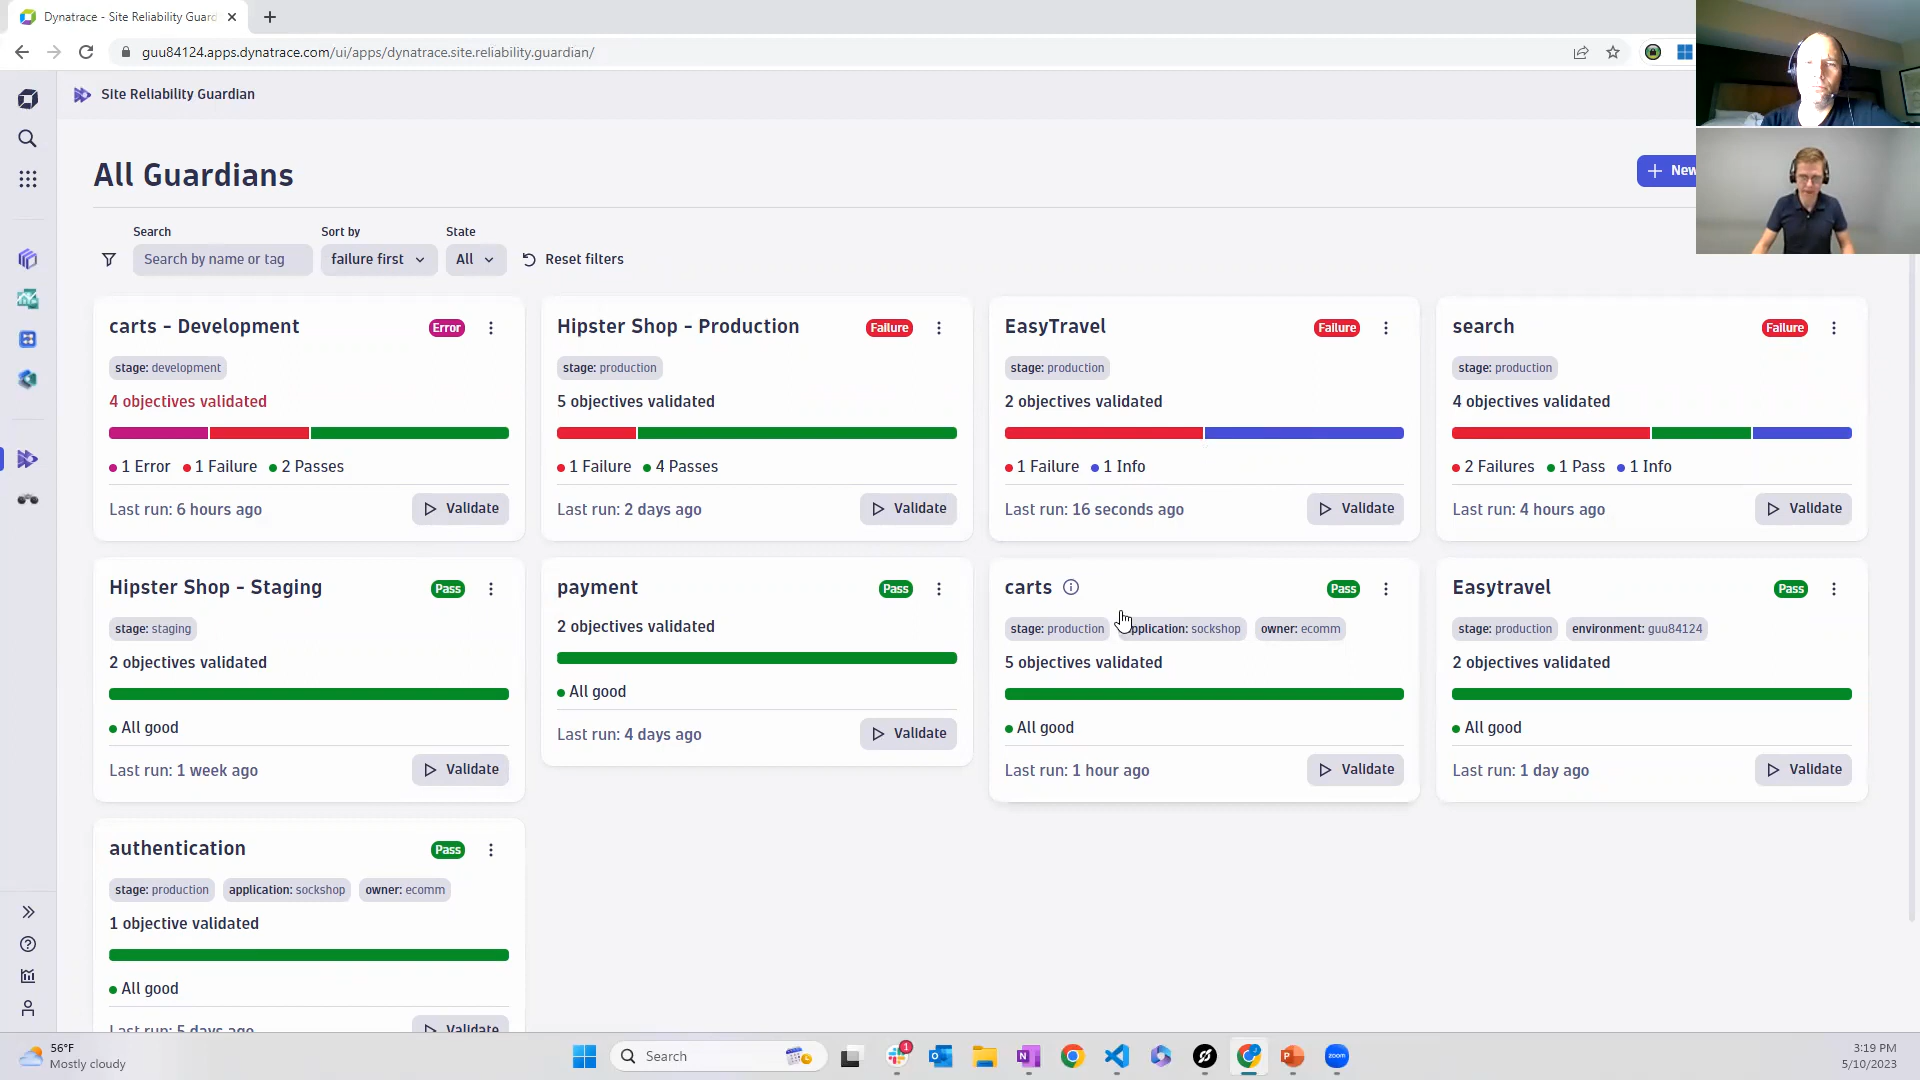 Dynatrace - Site Reliability Guar
guu84124.apps.dynatrace.com/ui/apps/dynatrace.site.reliability.guardian/
Site Reliability Guardian
All Guardians
New
Search
Sort by
State
Search by name or tag
failure first
All
Reset filters
carts - Development
Error
stage: development
4 objectives validated
1 Error
1 Failure
2 Passes
Last run: 6 hours ago
Validate
Hipster Shop - Production
Failure
stage: production
5 objectives validated
1 Failure
4 Passes
Last run: 2 days ago
Validate
EasyTravel
Failure
stage: production
2 objectives validated
1 Failure
1 Info
Last run: 16 seconds ago
Validate
search
Failure
stage: production
4 objectives validated
2 Failures
1 Pass
1 Info
Last run: 4 hours ago
Validate
Hipster Shop - Staging
Pass
stage: staging
2 objectives validated
All good
Last run: 1 week ago
Validate
payment
Pass
2 objectives validated
All good
Last run: 4 days ago
Validate
carts
Pass
stage: production
application: sockshop
owner: ecomm
5 objectives validated
All good
Last run: 1 hour ago
Validate
Easytravel
Pass
stage: production
environment: guu84124
2 objectives validated
All good
Last run: 1 day ago
Validate
authentication
Pass
stage: production
application: sockshop
owner: ecomm
1 objective validated
All good
Last run: 5 days ago
Validate
56°F
Mostly cloudy
Search
1
zoom
3:19 PM
5/10/2023